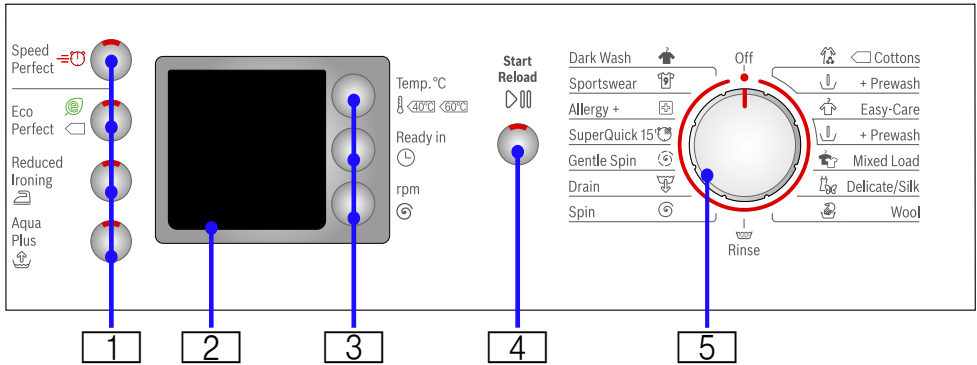 Speed
Perfect
Eco
Perfect
Reduced
Ironing
Aqua
Plus
Temp.°C
40°C 60°C
Ready in
rpm
Start
Reload
Dark Wash
Sportswear
Allergy +
SuperQuick 15'
Gentle Spin
Drain
Spin
Off
Rinse
Cottons
+ Prewash
Easy-Care
+ Prewash
Mixed Load
Delicate/Silk
Wool
1 2 3 4 5